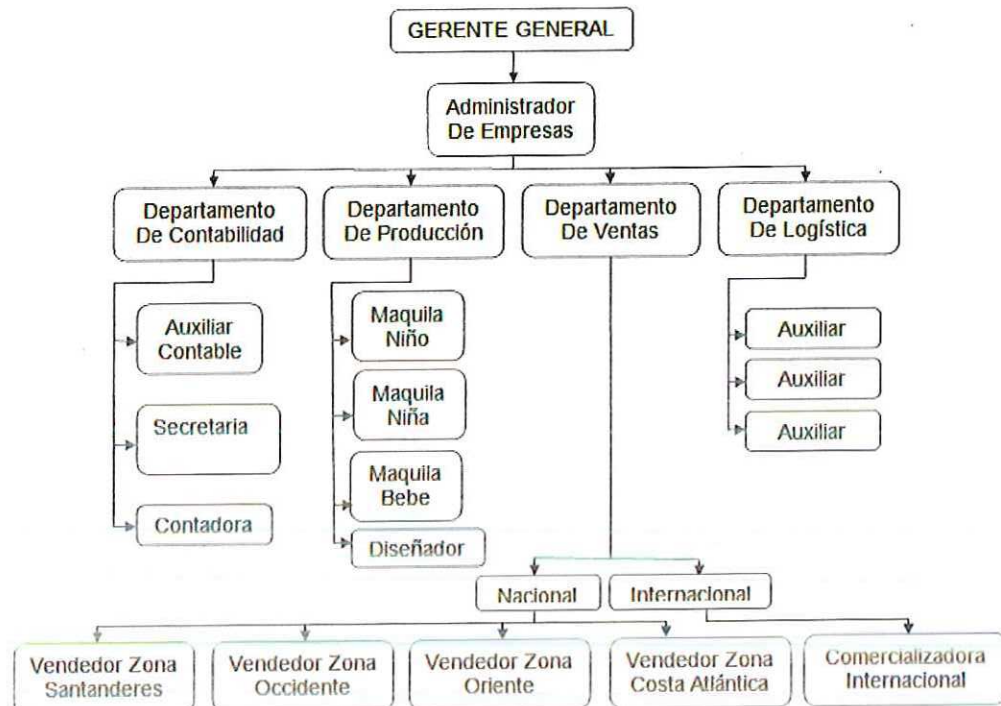 GERENTE GENERAL
Administrador
De Empresas
Departamento
De Contabilidad
Departamento
De Producción
Departamento
De Ventas
Departamento
De Logística
Auxiliar
Contable
Secretaria
Contadora
Maquila
Niño
Maquila
Niña
Maquila
Bebe
Diseñador
Auxiliar
Auxiliar
Auxiliar
Nacional
Internacional
Vendedor Zona
Santanderes
Vendedor Zona
Occidente
Vendedor Zona
Oriente
Vendedor Zona
Costa Atlántica
Comercializadora
Internacional